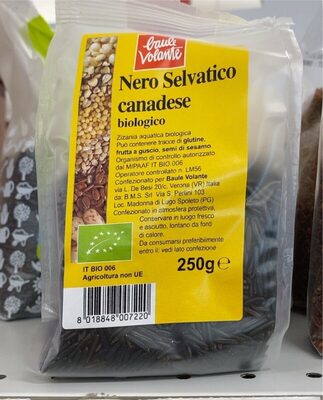 baule
volante
Nero Selvatico
canadese
biologico
Zizania aquatica biologica
Può contenere tracce di glutine,
frutta a guscio, semi di sesamo.
Organismo di controllo autorizzato
dal MIPAAF IT BIO 006
Operatore controllato n. LM56
Confezionato per Baule Volante
via L. De Besi 20/c, Verona (VR) Italia
da: B.M.S. Srl Via S. Perlini 103
Loc. Madonna di Lugo Spoleto (PG)
Confezionato in atmosfera protettiva.
Conservare in luogo fresco
e asciutto, lontano da fonti
di calore.
Da consumarsi preferibilmente
entro il: vedi lato confezione
IT BIO 006
Agricoltura non UE
250g e
8 018848 007220